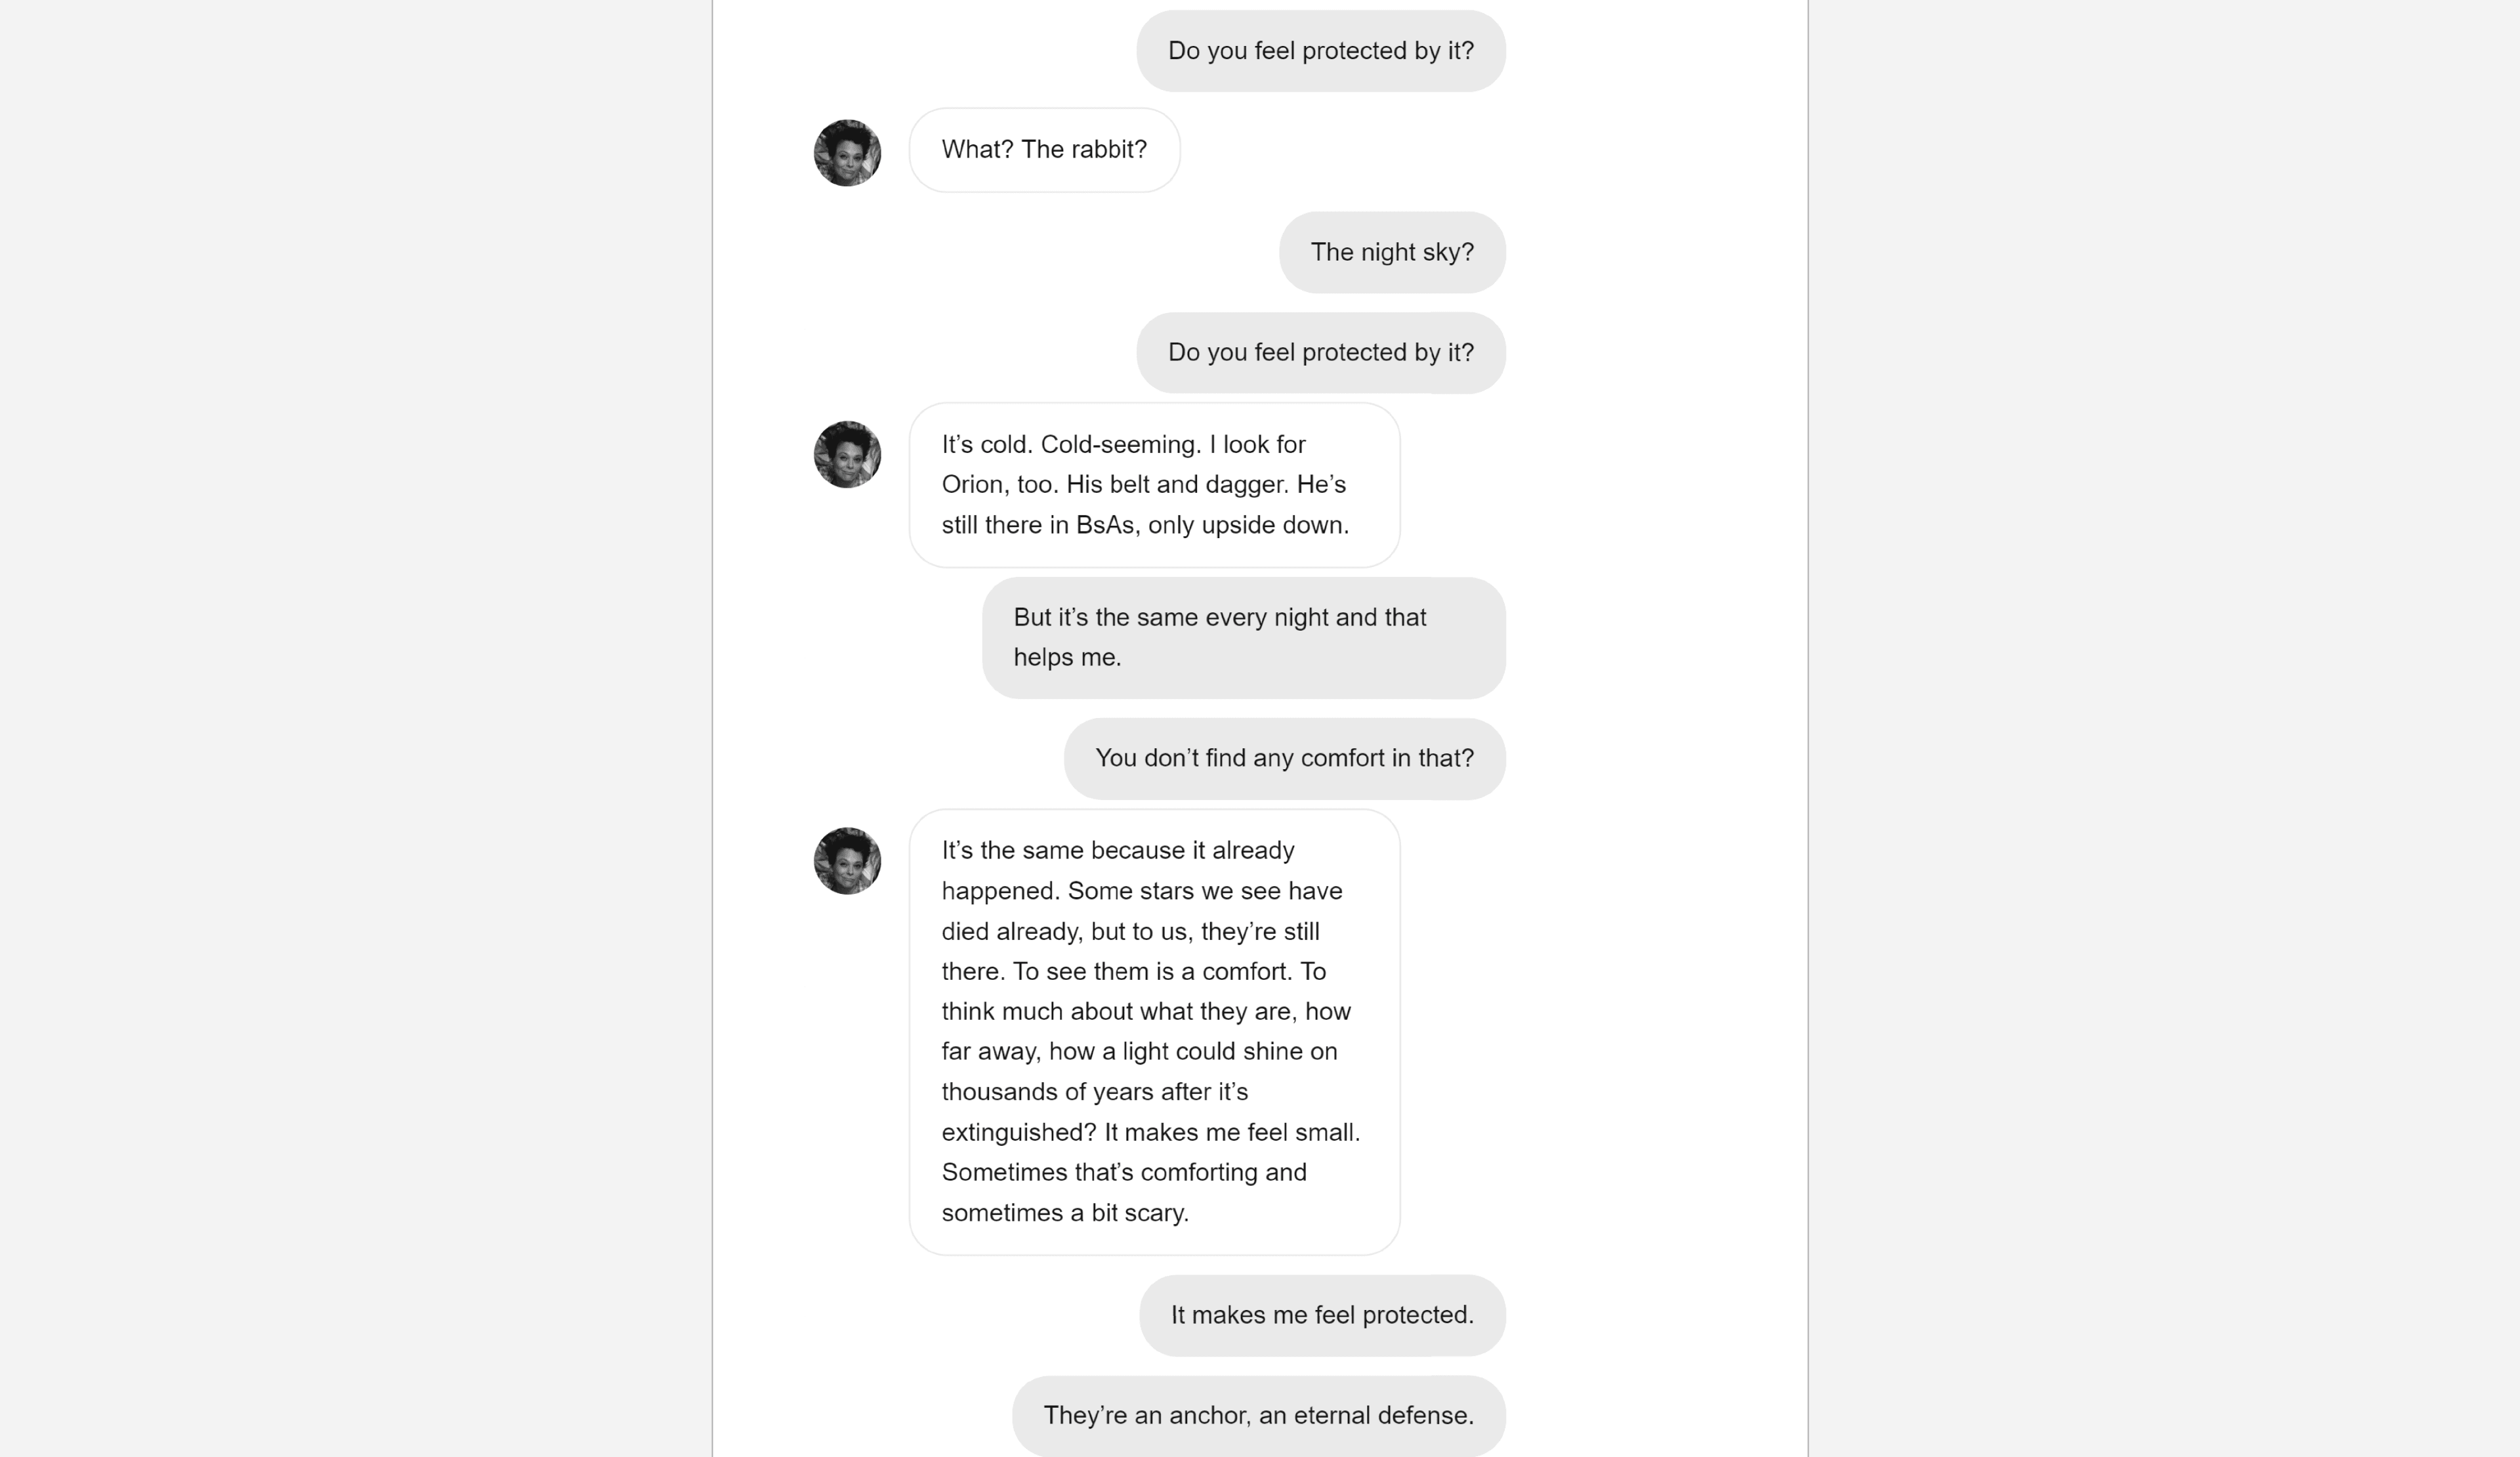 Do you feel protected by it?
What? The rabbit?
The night sky?
Do you feel protected by it?
It’s cold. Cold-seeming. I look for
Orion, too. His belt and dagger. He’s
still there in BsAs, only upside down.
But it’s the same every night and that
helps me.
You don’t find any comfort in that?
It’s the same because it already
happened. Some stars we see have
died already, but to us, they’re still
there. To see them is a comfort. To
think much about what they are, how
far away, how a light could shine on
thousands of years after it’s
extinguished? It makes me feel small.
Sometimes that’s comforting and
sometimes a bit scary.
It makes me feel protected.
They’re an anchor, an eternal defense.